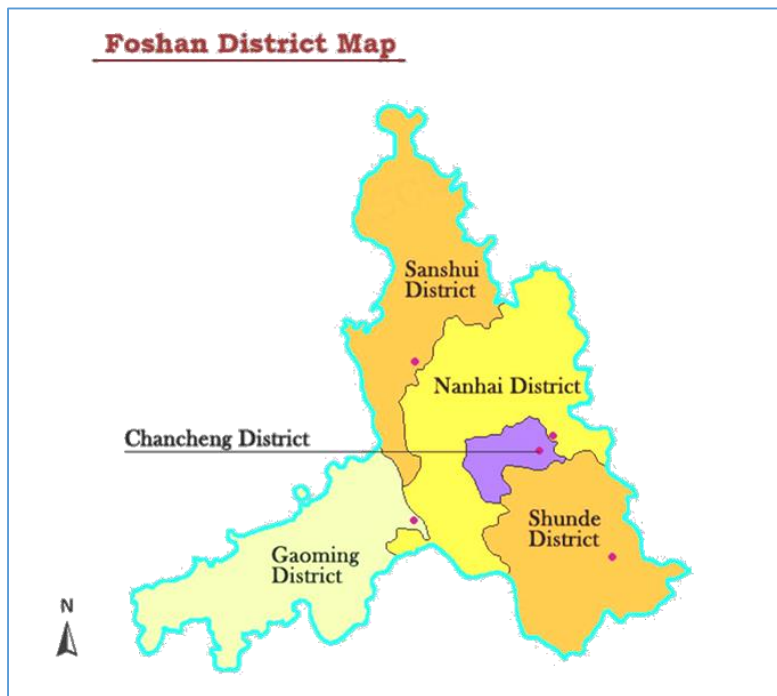 Foshan District Map
Sanshui
District
Nanhai District
Chancheng District
Shunde
District
Gaoming
District
N